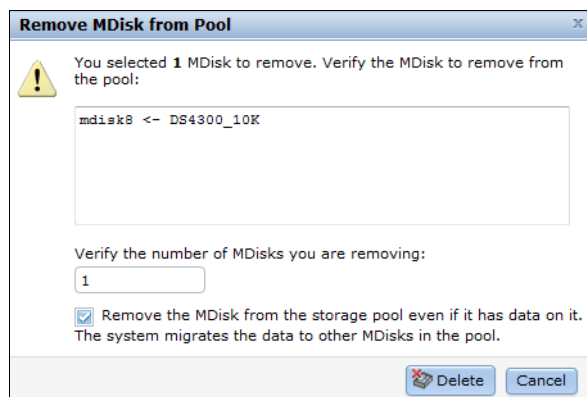 Remove MDisk from Pool
x
You selected 1 MDisk to remove. Verify the MDisk to remove from
the pool:
mdisk8 <- DS4300_10K
Verify the number of MDisks you are removing:
1
Remove the MDisk from the storage pool even if it has data on it.
The system migrates the data to other MDisks in the pool.
Delete
Cancel